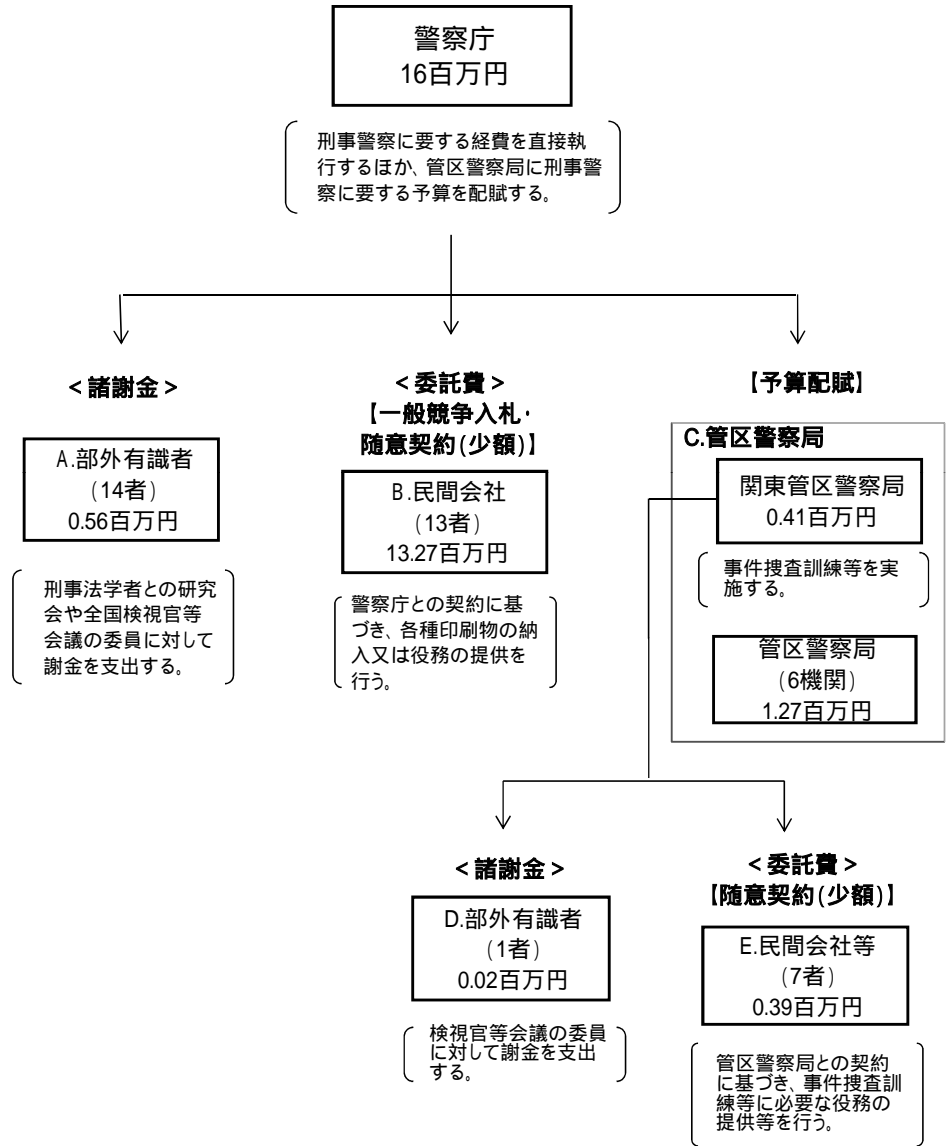 警察庁
16百万円
刑事警察に要する経費を直接執
行するほか、管区警察局に刑事警
察に要する予算を配賦する。
<諸謝金>
A.部外有識者
(14者)
0.56百万円
刑事法学者との研究
会や全国検視官等
会議の委員に対して
謝金を支出する。
<委託費>
【一般競争入札・
随意契約(少額)】
B.民間会社
(13者)
13.27百万円
警察庁との契約に基
づき、各種印刷物の納
入又は役務の提供を
行う。
【予算配賦】
C.管区警察局
関東管区警察局
0.41百万円
事件捜査訓練等を実
施する。
管区警察局
(6機関)
1.27百万円
<諸謝金>
D.部外有識者
(1者)
0.02百万円
検視官等会議の委員
に対して謝金を支出
する。
<委託費>
【随意契約(少額)】
E.民間会社等
(7者)
0.39百万円
管区警察局との契約
に基づき、事件捜査訓
練等に必要な役務の
提供等を行う。